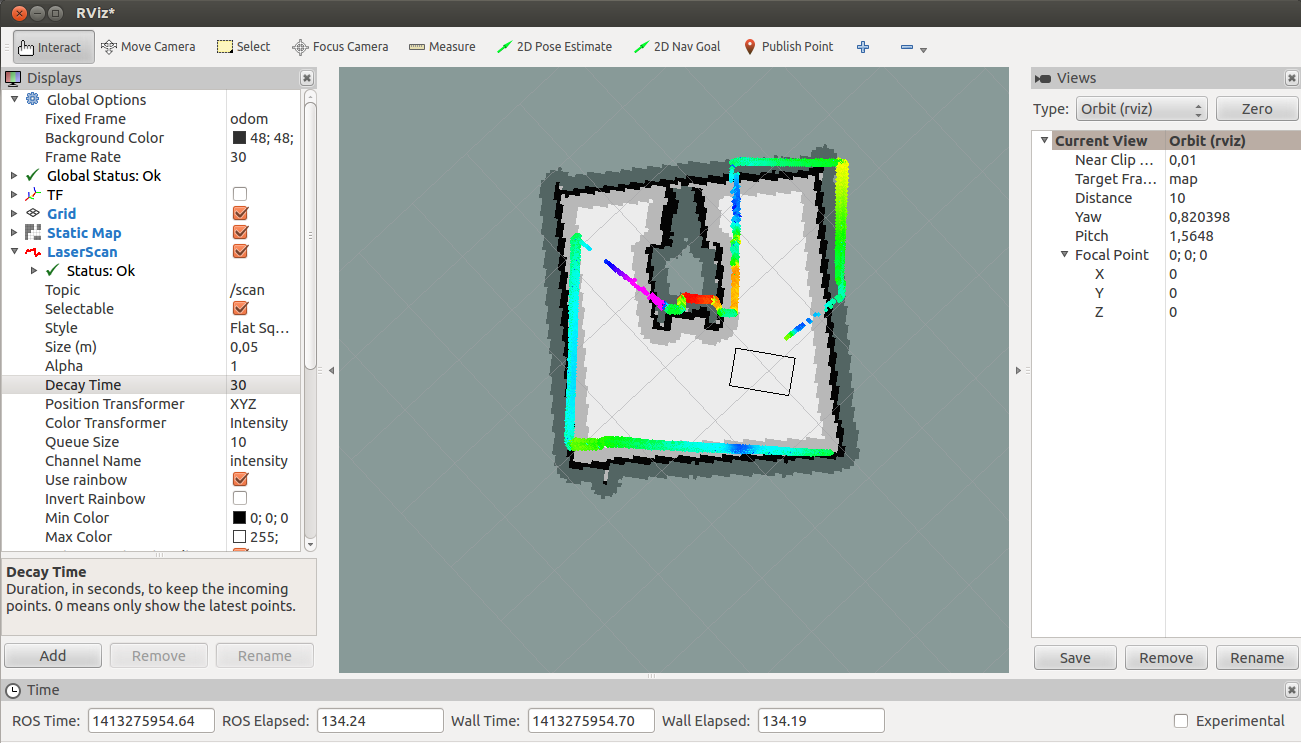 RViz*
Interact Move Camera Select Focus Camera Measure 2D Pose Estimate 2D Nav Goal Publish Point
Displays
Global Options
Fixed Frame odom
Background Color 48; 48;
Frame Rate 30
Global Status: Ok
TF
Grid
Static Map
LaserScan
Status: Ok
Topic /scan
Selectable
Style Flat Sq...
Size (m) 0,05
Alpha 1
Decay Time 30
Position Transformer XYZ
Color Transformer Intensity
Queue Size 10
Channel Name intensity
Use rainbow
Invert Rainbow
Min Color 0; 0; 0
Max Color 255;
Decay Time
Duration, in seconds, to keep the incoming
points. 0 means only show the latest points.
Add Remove Rename
Views
Type: Orbit (rviz) Zero
Current View Orbit (rviz)
Near Clip ... 0,01
Target Fra... map
Distance 10
Yaw 0,820398
Pitch 1,5648
Focal Point 0; 0; 0
X 0
Y 0
Z 0
Save Remove Rename
Time
ROS Time: 1413275954.64 ROS Elapsed: 134.24 Wall Time: 1413275954.70 Wall Elapsed: 134.19 Experimental